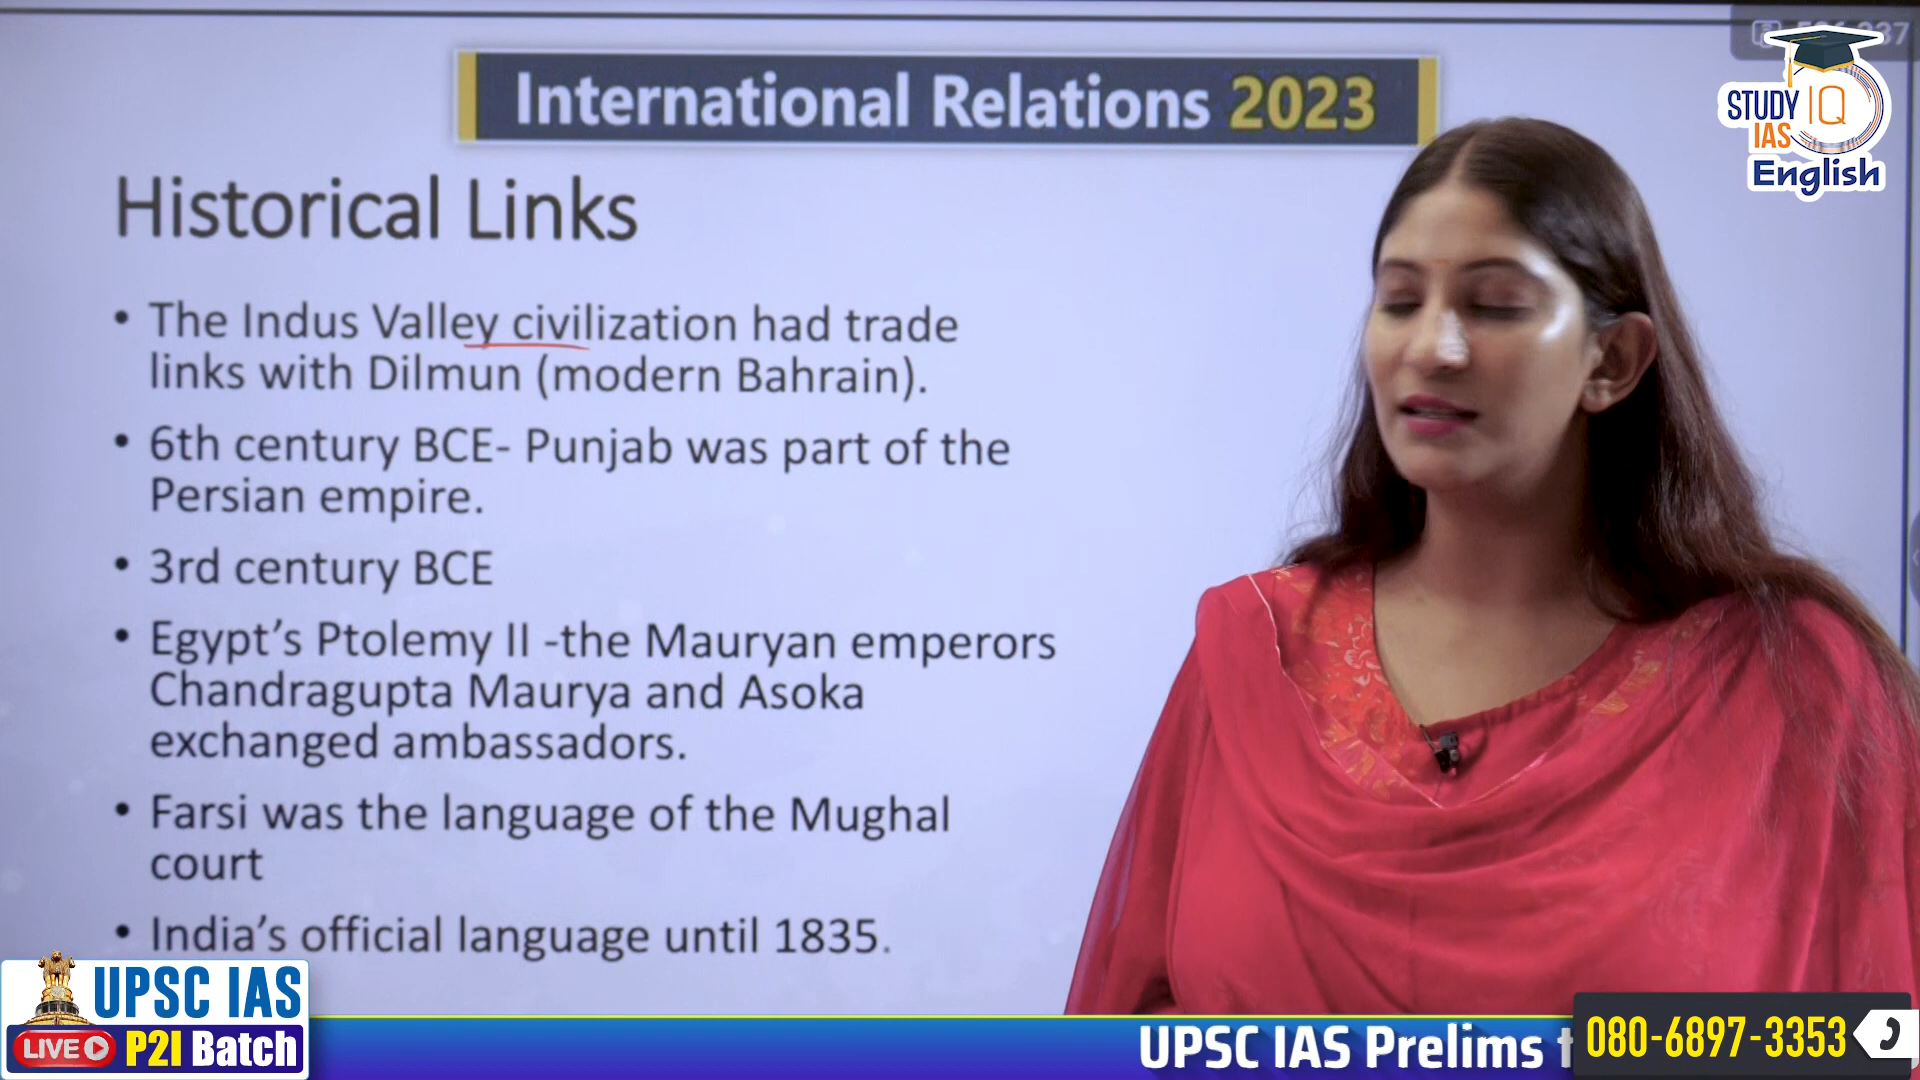 International Relations 2023
STUDY IQ
IAS
English
Historical Links
• The Indus Valley civilization had trade
links with Dilmun (modern Bahrain).
• 6th century BCE- Punjab was part of the
Persian empire.
• 3rd century BCE
• Egypt's Ptolemy II -the Mauryan emperors
Chandragupta Maurya and Asoka
exchanged ambassadors.
• Farsi was the language of the Mughal
court
• India's official language until 1835.
UPSC IAS
LIVE P2I Batch
UPSC IAS Prelims
080-6897-3353